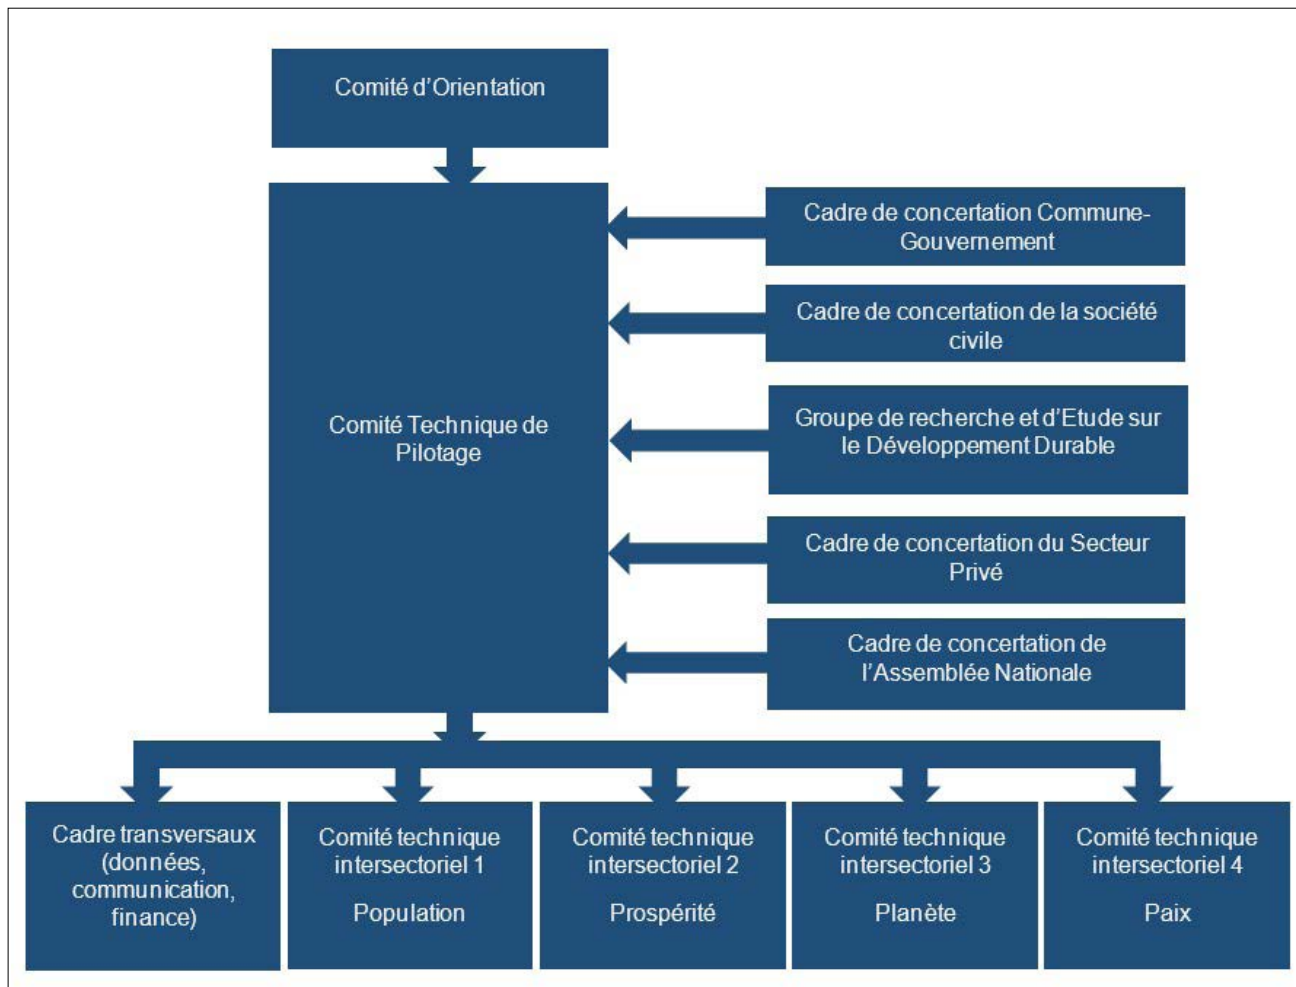 Comité d'Orientation
Cadre de concertation Commune-
Gouvernement
Cadre de concertation de la société
civile
Comité Technique de
Pilotage
Groupe de recherche et d'Etude sur
le Développement Durable
Cadre de concertation du Secteur
Privé
Cadre de concertation de
l'Assemblée Nationale
Cadre transversaux
(données,
communication,
finance)
Comité technique
intersectoriel 1
Population
Comité technique
intersectoriel 2
Prospérité
Comité technique
intersectoriel 3
Planète
Comité technique
intersectoriel 4
Paix